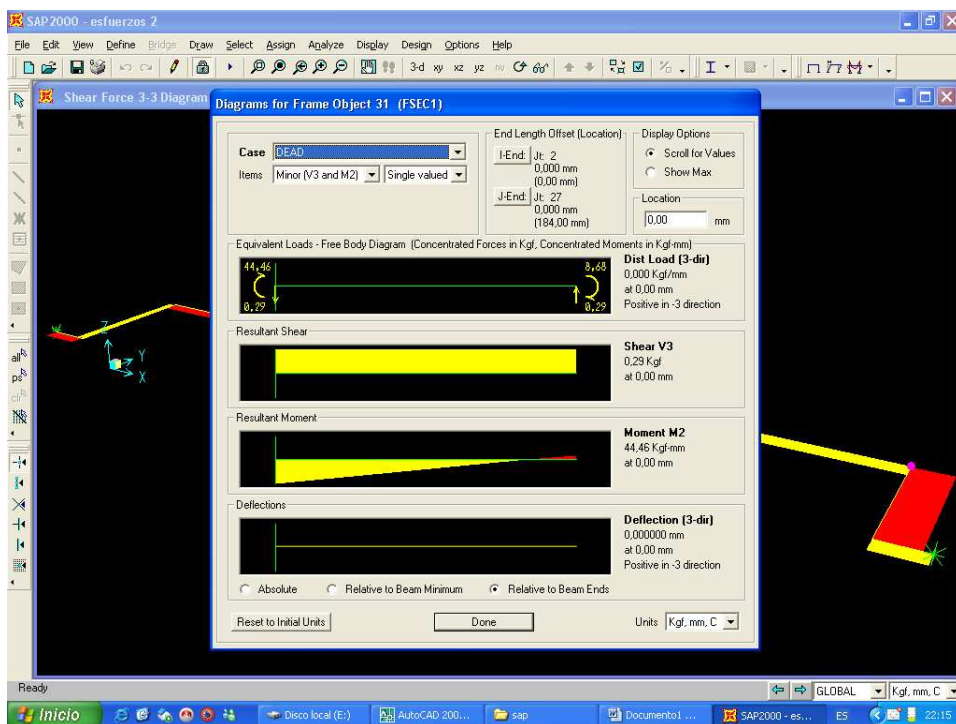 SAP2000 - esfuerzos 2
File Edit View Define Bridge Draw Select Assign Analyze Display Design Options Help
3-d xy xz yz nv
Shear Force 3-3 Diagram
Diagrams for Frame Object 31 (FSEC1)
Case DEAD
Items Minor (V3 and M2) Single valued
End Length Offset (Location)
I-End: Jt: 2
0,000 mm
(0,00 mm)
J-End: Jt: 27
0,000 mm
(184,00 mm)
Display Options
Scroll for Values
Show Max
Location
0,00 mm
Equivalent Loads - Free Body Diagram (Concentrated Forces in Kgf, Concentrated Moments in Kgf-mm)
44,46 8,68
0,29 0,29
Dist Load (3-dir)
0,000 Kgf/mm
at 0,00 mm
Positive in -3 direction
Resultant Shear
Shear V3
0,29 Kgf
at 0,00 mm
Resultant Moment
Moment M2
44,46 Kgf-mm
at 0,00 mm
Deflections
Deflection (3-dir)
0,000000 mm
at 0,00 mm
Positive in -3 direction
Absolute Relative to Beam Minimum Relative to Beam Ends
Reset to Initial Units Done Units Kgf, mm, C
Z
Y
X
all
ps
clr
Ready GLOBAL Kgf, mm, C
Inicio Disco local (E:) AutoCAD 200... sap Documento1 ... SAP2000 - es... ES 22:15